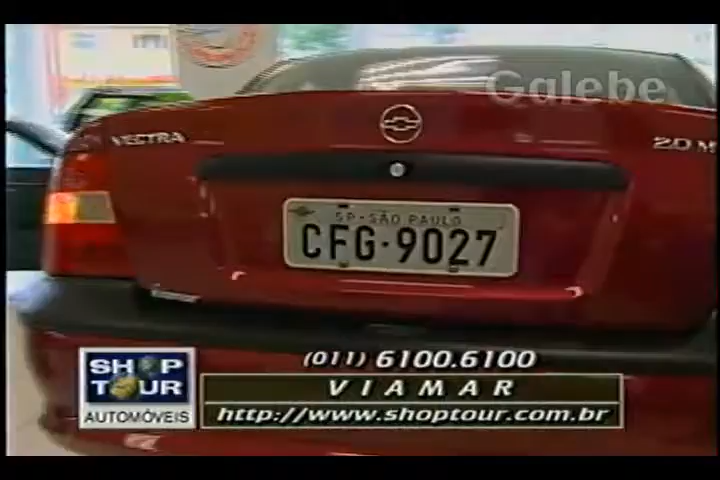 Galebe
VECTRA
2.0 M
SP-SÃO PAULO
CFG·9027
SHOP
TOUR
AUTOMÓVEIS
(011) 6100.6100
VIAMAR
http://www.shoptour.com.br